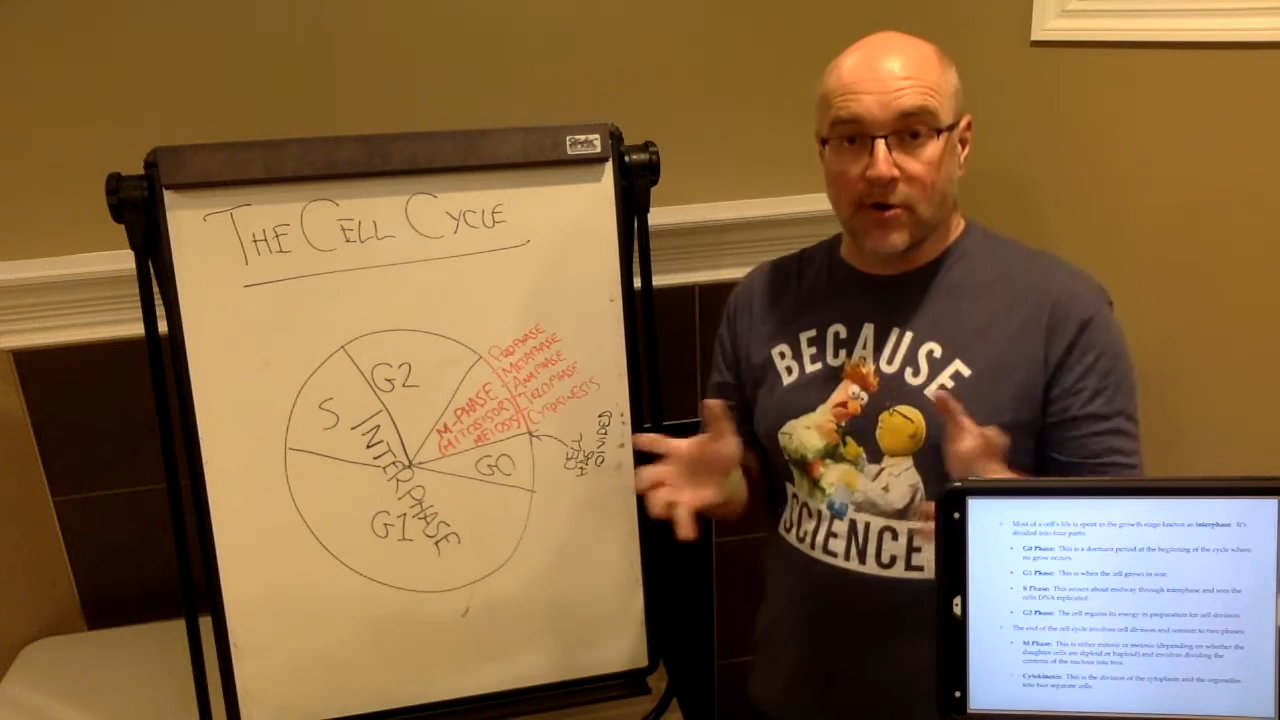 THE CELL CYCLE
G2
S
INTERPHASE
G1
G0
M-PHASE
(MITOSIS OR)
MEIOSIS
PROPHASE
METAPHASE
ANAPHASE
TELOPHASE
CYTOKINESIS
CELL
HAS
DIVIDED
BECAUSE
SCIENCE
Most of a cell's life is spent in the growth stage known as interphase. It's
divided into four parts:
G0 Phase: This is a dormant period at the beginning of the cycle where
no grow occurs.
G1 Phase: This is when the cell grows in size.
S Phase: This occurs about midway through interphase and sees the
cells DNA replicated.
G2 Phase: The cell regains its energy in preparation for cell division.
The end of the cell cycle involves cell division and consists to two phases:
M Phase: This is either mitosis or meiosis (depending on whether the
daughter cells are diploid or haploid) and involves dividing the
contents of the nucleus into two.
Cytokinesis: This is the division of the cytoplasm and the organelles
into two separate cells.